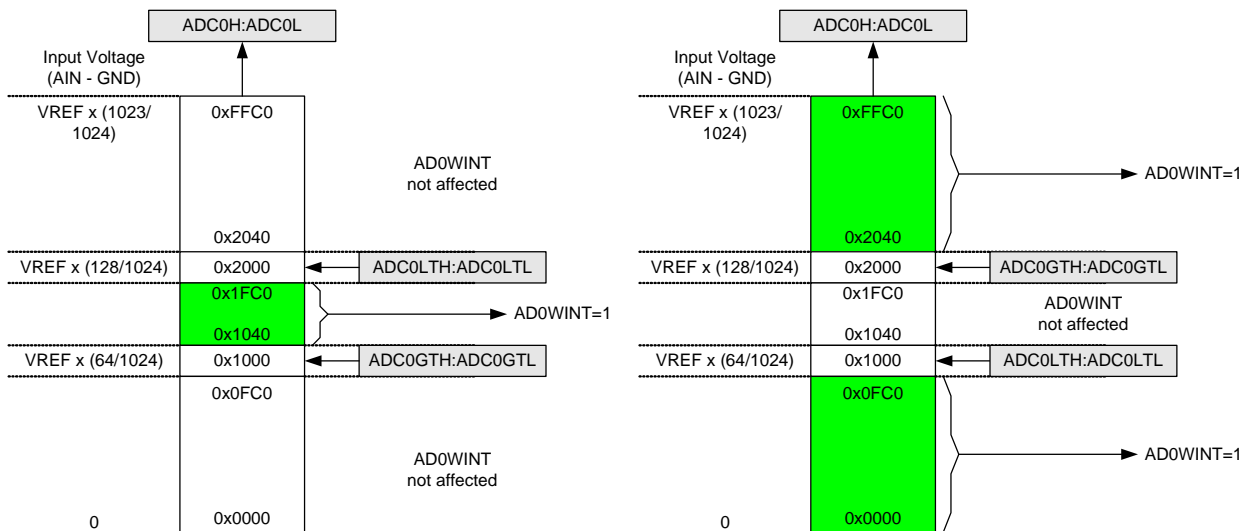 ADC0H:ADC0L
Input Voltage
(AIN - GND)
VREF x (1023/
1024)
0xFFC0
AD0WINT
not affected
0x2040
VREF x (128/1024)
0x2000
ADC0LTH:ADC0LTL
0x1FC0
AD0WINT=1
0x1040
VREF x (64/1024)
0x1000
ADC0GTH:ADC0GTL
0x0FC0
AD0WINT
not affected
0
0x0000
ADC0H:ADC0L
Input Voltage
(AIN - GND)
VREF x (1023/
1024)
0xFFC0
AD0WINT=1
0x2040
VREF x (128/1024)
0x2000
ADC0GTH:ADC0GTL
0x1FC0
AD0WINT
not affected
0x1040
VREF x (64/1024)
0x1000
ADC0LTH:ADC0LTL
0x0FC0
AD0WINT=1
0
0x0000